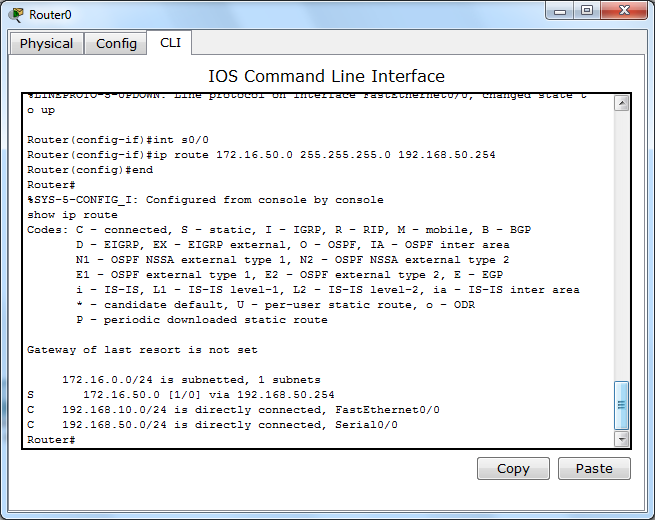 Router0
Physical Config CLI
IOS Command Line Interface
%LINEPROTO-5-UPDOWN: Line protocol on Interface FastEthernet0/0, changed state t
o up
Router(config-if)#int s0/0
Router(config-if)#ip route 172.16.50.0 255.255.255.0 192.168.50.254
Router(config)#end
Router#
%SYS-5-CONFIG_I: Configured from console by console
show ip route
Codes: C - connected, S - static, I - IGRP, R - RIP, M - mobile, B - BGP
D - EIGRP, EX - EIGRP external, O - OSPF, IA - OSPF inter area
N1 - OSPF NSSA external type 1, N2 - OSPF NSSA external type 2
E1 - OSPF external type 1, E2 - OSPF external type 2, E - EGP
i - IS-IS, L1 - IS-IS level-1, L2 - IS-IS level-2, ia - IS-IS inter area
* - candidate default, U - per-user static route, o - ODR
P - periodic downloaded static route
Gateway of last resort is not set
172.16.0.0/24 is subnetted, 1 subnets
S 172.16.50.0 [1/0] via 192.168.50.254
C 192.168.10.0/24 is directly connected, FastEthernet0/0
C 192.168.50.0/24 is directly connected, Serial0/0
Router#
Copy Paste